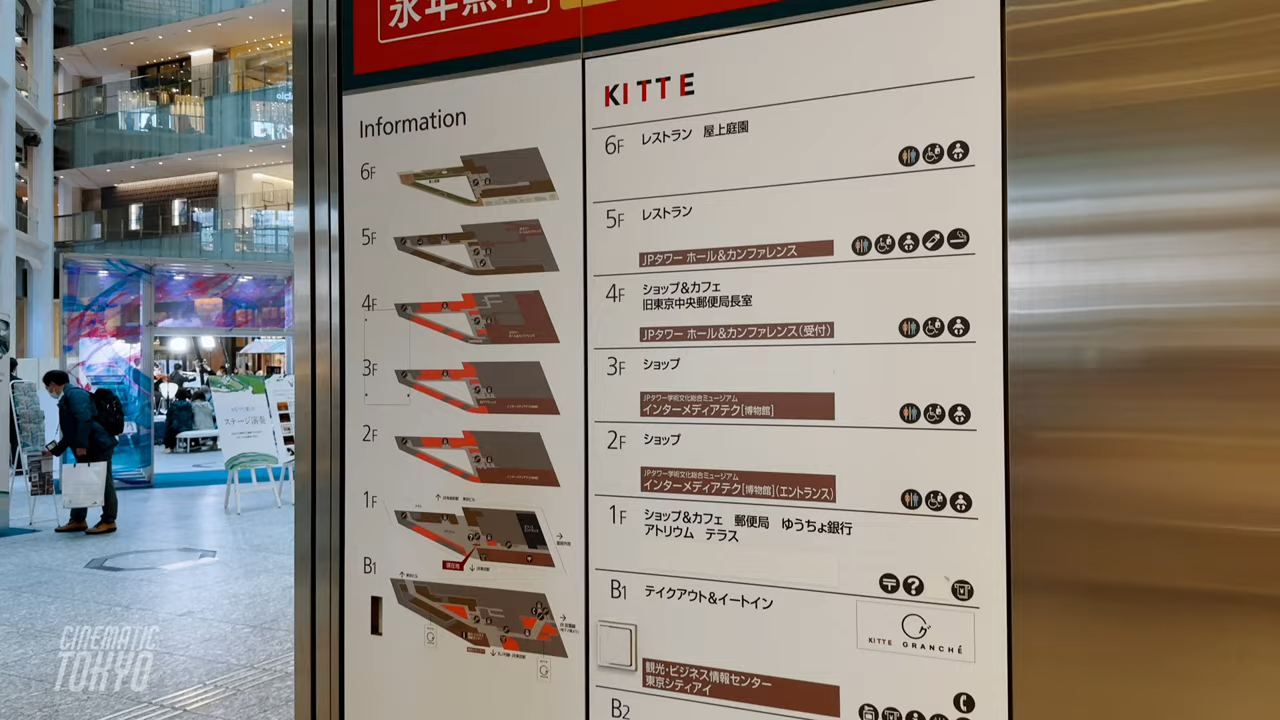 永年無料
Information
6F
5F
4F
3F
2F
1F
現在地
B1
KITTE
6F レストラン 屋上庭園
5F レストラン
JPタワー ホール&カンファレンス
4F ショップ&カフェ
旧東京中央郵便局長室
JPタワー ホール&カンファレンス(受付)
3F ショップ
JPタワー学術文化総合ミュージアム
インターメディアテク[博物館]
2F ショップ
JPタワー学術文化総合ミュージアム
インターメディアテク[博物館](エントランス)
1F ショップ&カフェ 郵便局 ゆうちょ銀行
アトリウム テラス
〒 ?
B1 テイクアウト&イートイン
KITTE GRANCHÉ
観光・ビジネス情報センター
東京シティアイ
B2
ステージ演奏
CINEMATIC
TOKYO